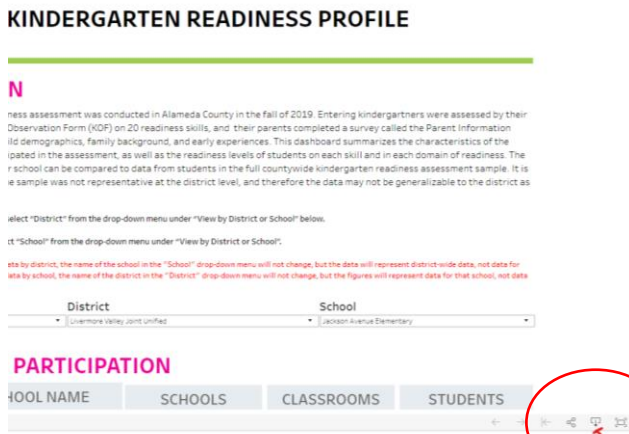 KINDERGARTEN READINESS PROFILE
N
ness assessment was conducted in Alameda County in the fall of 2019. Entering kindergartners were assessed by their
Observation Form (KOF) on 20 readiness skills, and their parents completed a survey called the Parent Information
ild demographics, family background, and early experiences. This dashboard summarizes the characteristics of the
ipated in the assessment, as well as the readiness levels of students on each skill and in each domain of readiness. The
r school can be compared to data from students in the full countywide kindergarten readiness assessment sample. It is
e sample was not representative at the district level, and therefore the data may not be generalizable to the district as
select "District" from the drop-down menu under "View by District or School" below.
ct "School" from the drop-down menu under "View by District or School".
ata by district, the name of the school in the "School" drop-down menu will not change, but the data will represent district-wide data, not data for
ata by school, the name of the district in the "District" drop-down menu will not change, but the figures will represent data for that school, not data
District School
Livermore Valley Joint Unified Jackson Avenue Elementary
PARTICIPATION
HOOL NAME SCHOOLS CLASSROOMS STUDENTS